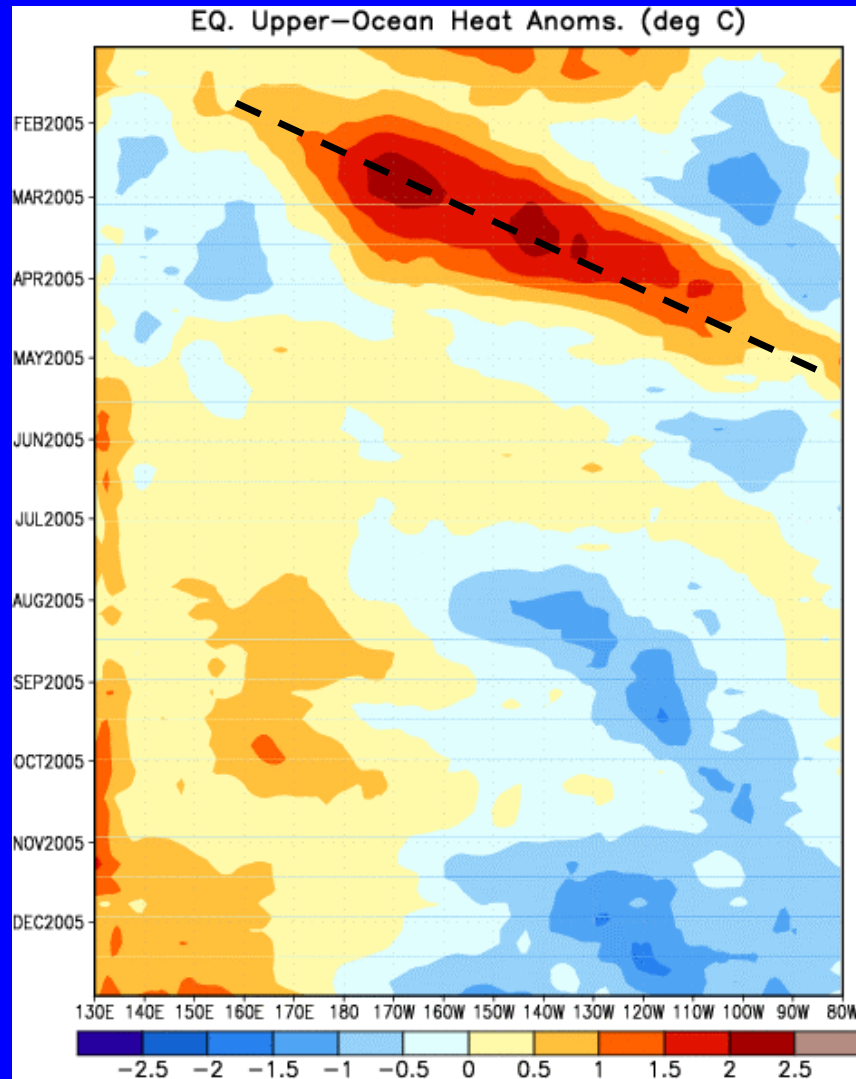 EQ. Upper-Ocean Heat Anoms. (deg C)
FEB2005
MAR2005
APR2005
MAY2005
JUN2005
JUL2005
AUG2005
SEP2005
OCT2005
NOV2005
DEC2005
130E 140E 150E 160E 170E 180 170W 160W 150W 140W 130W 120W 110W 100W 90W 80W
-2.5 -2 -1.5 -1 -0.5 0 0.5 1 1.5 2 2.5